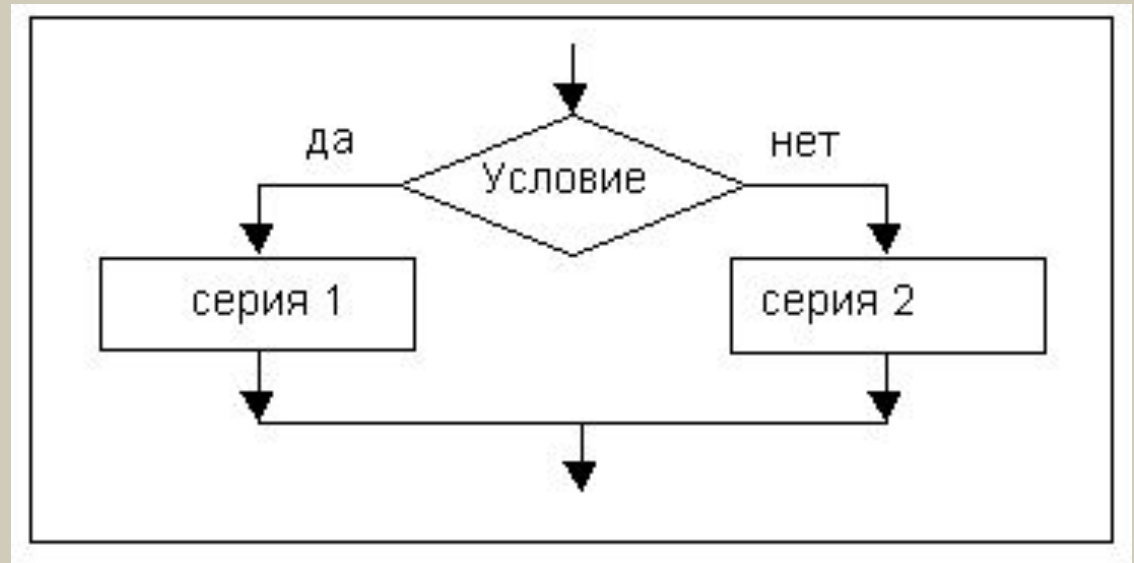 да
нет
Условие
серия 1
серия 2